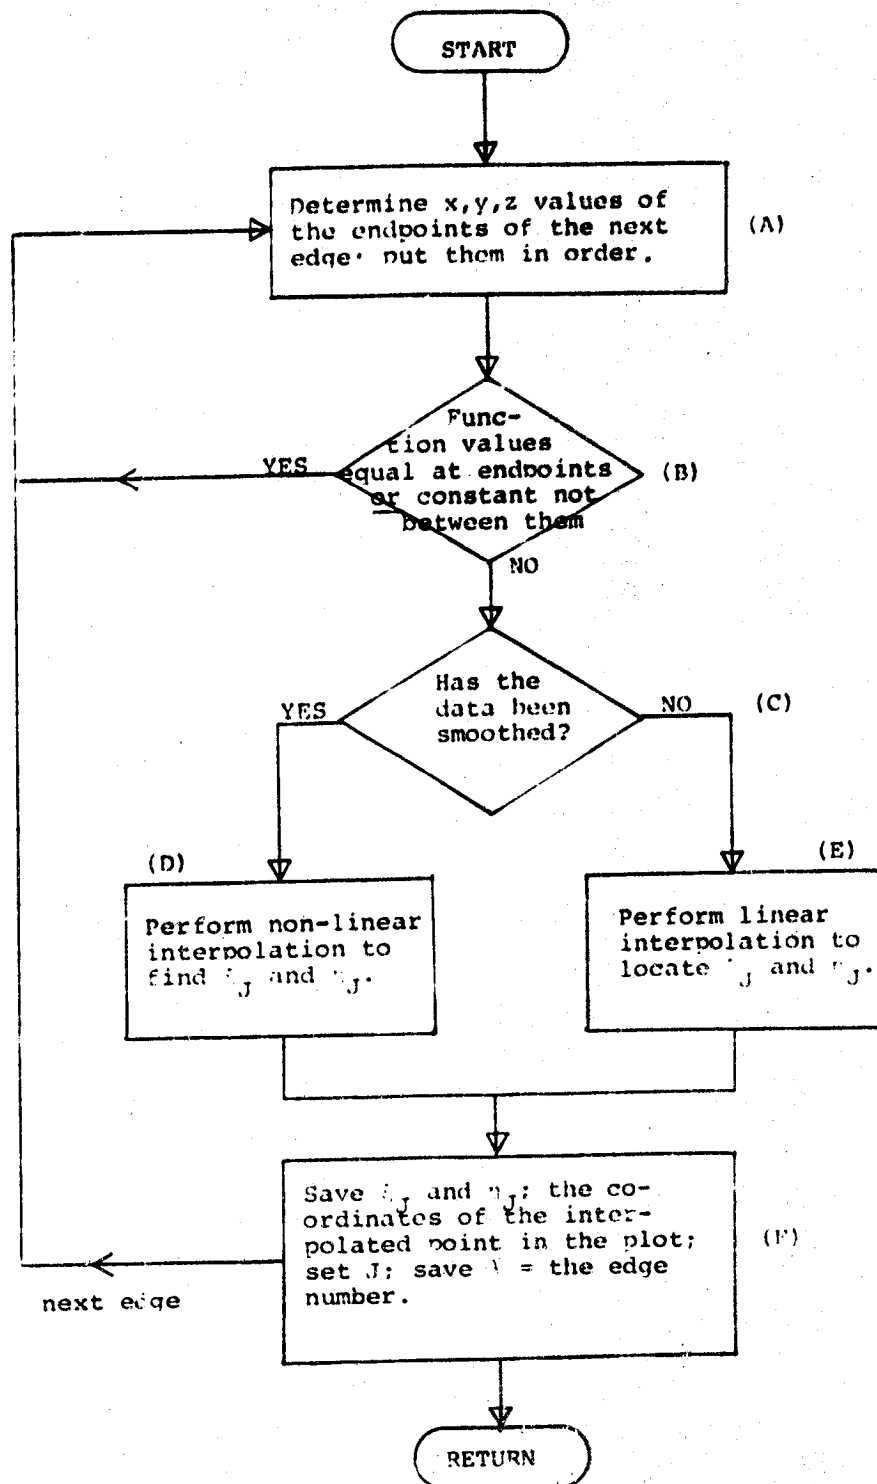 START
Determine x,y,z values of
the endpoints of the next
edge; put them in order.
(A)
Func-
tion values
equal at endpoints
or constant not
between them
YES
(B)
NO
Has the
data been
smoothed?
YES
NO
(C)
(D)
Perform non-linear
interpolation to
find J and J.
(E)
Perform linear
interpolation to
locate J and J.
Save J and ηJ; the co-
ordinates of the inter-
polated point in the plot;
set J; save = the edge
number.
(F)
next edge
RETURN